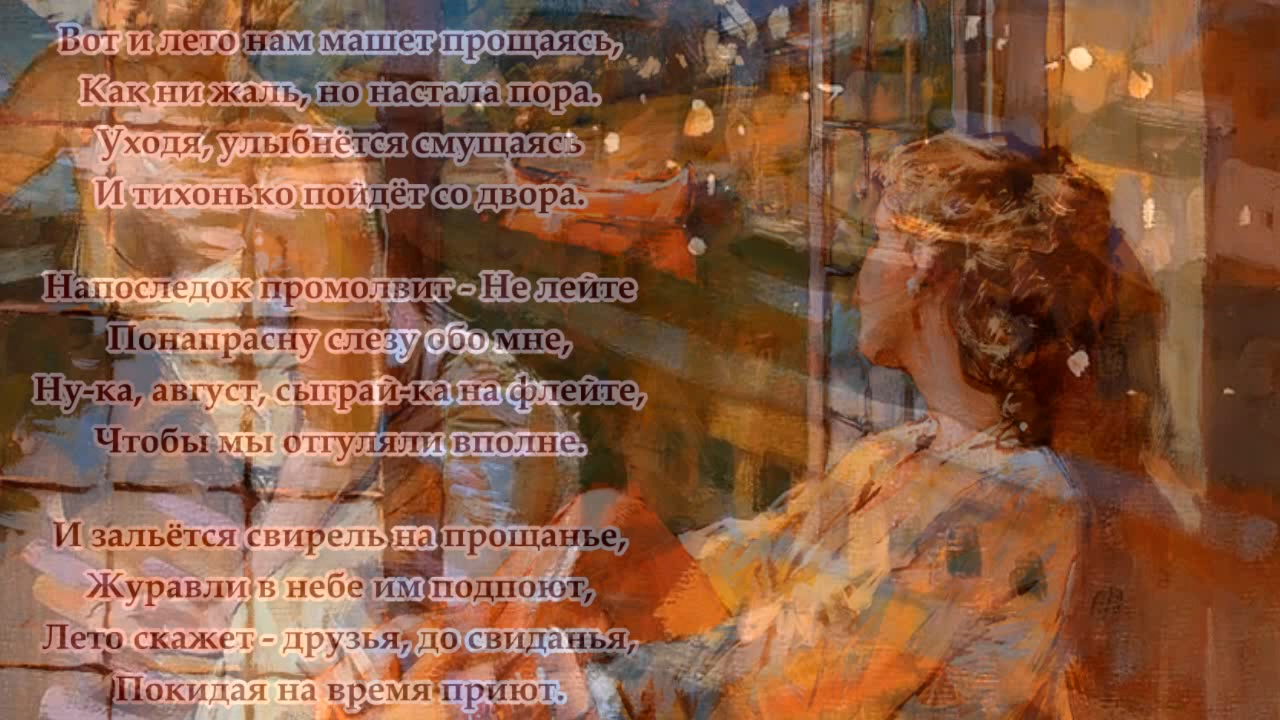 Вот и лето нам машет прощаясь,
Как ни жаль, но настала пора.
Уходя, улыбнётся смущаясь
И тихонько пойдёт со двора.
Напоследок промолвит - Не лейте
Понапрасну слезу обо мне,
Ну-ка, август, сыграй-ка на флейте,
Чтобы мы отгуляли вполне.
И зальётся свирель на прощанье,
Журавли в небе им подпоют,
Лето скажет - друзья, до свиданья,
Покидая на время приют.